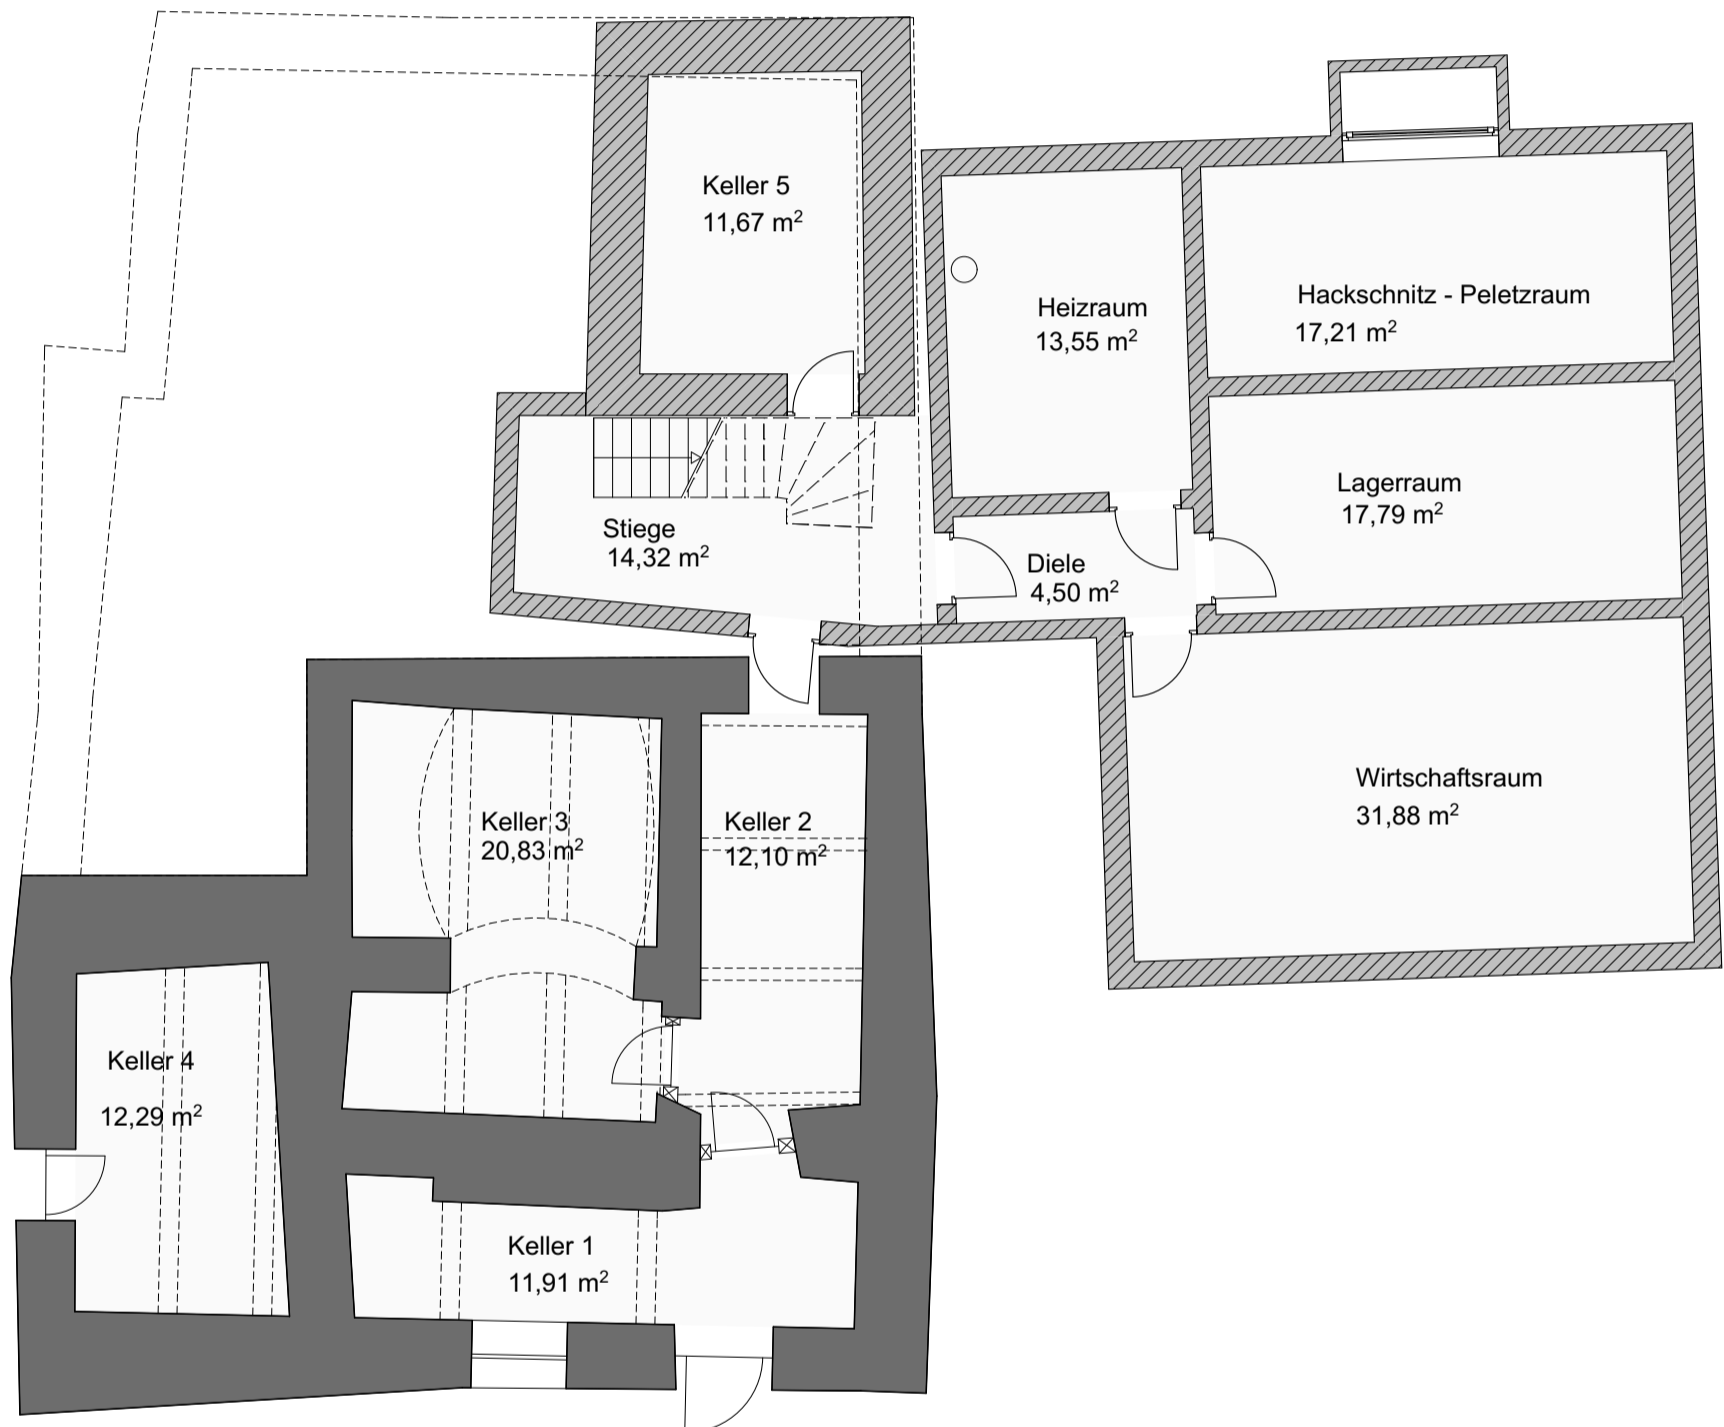 Keller 5
11,67 m²
Heizraum
13,55 m²
Hackschnitz - Peletzraum
17,21 m²
Lagerraum
17,79 m²
Stiege
14,32 m²
Diele
4,50 m²
Wirtschaftsraum
31,88 m²
Keller 3
20,83 m²
Keller 2
12,10 m²
Keller 4
12,29 m²
Keller 1
11,91 m²